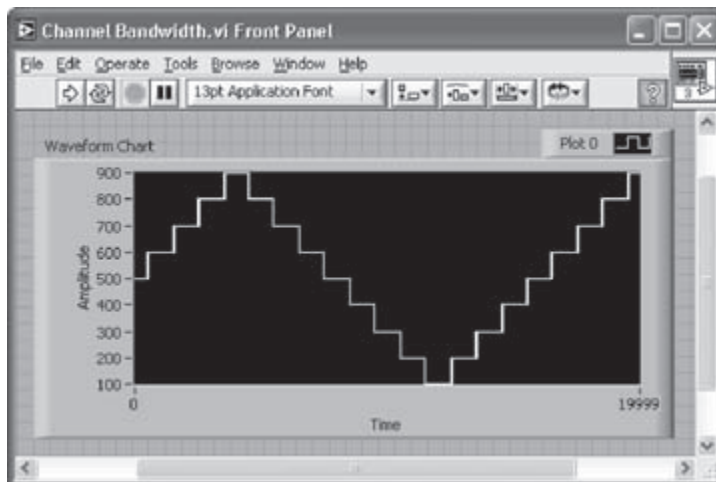 Channel Bandwidth.vi Front Panel
File Edit Operate Tools Browse Window Help
13pt Application Font
?
3
Waveform Chart
Plot 0
900
800
700
600
500
400
300
200
100
Amplitude
0
19999
Time